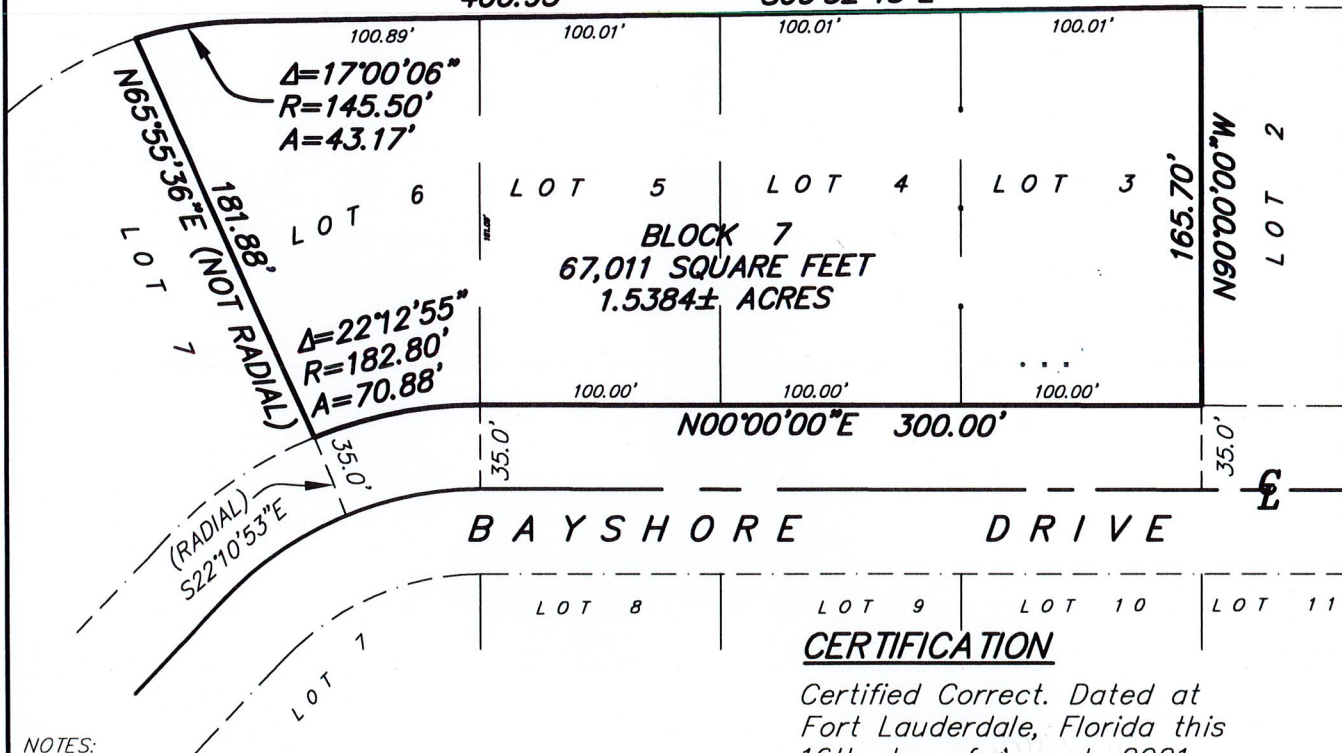 100.89'
100.01'
100.01'
100.01'
Δ=17°00'06"
R=145.50'
A=43.17'
N65°55'36"E (NOT RADIAL)
181.88'
LOT 7
LOT 6
LOT 5
LOT 4
LOT 3
BLOCK 7
67,011 SQUARE FEET
1.5384± ACRES
165.70'
N90°00'00"W
LOT 2
Δ=22°12'55"
R=182.80'
A=70.88'
100.00'
100.00'
100.00'
N00°00'00"E 300.00'
35.0'
35.0'
35.0'
(RADIAL)
S22°10'53"E
BAYSHORE DRIVE
LOT 8
LOT 9
LOT 10
LOT 11
LOT 7
CERTIFICATION
Certified Correct. Dated at
Fort Lauderdale, Florida this
NOTES: